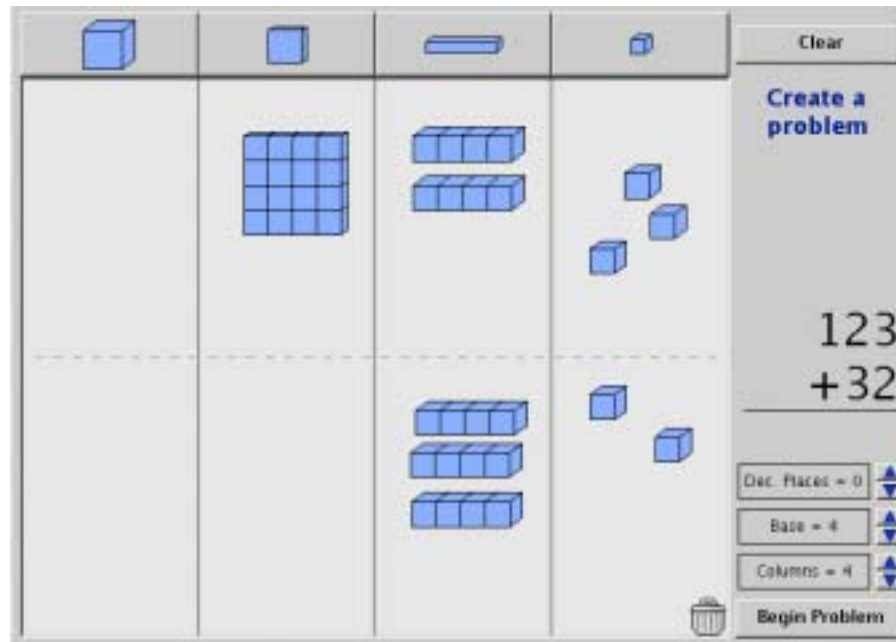 Clear
Create a
problem
123
+32
Dec. Places = 0
Base = 4
Columns = 4
Begin Problem